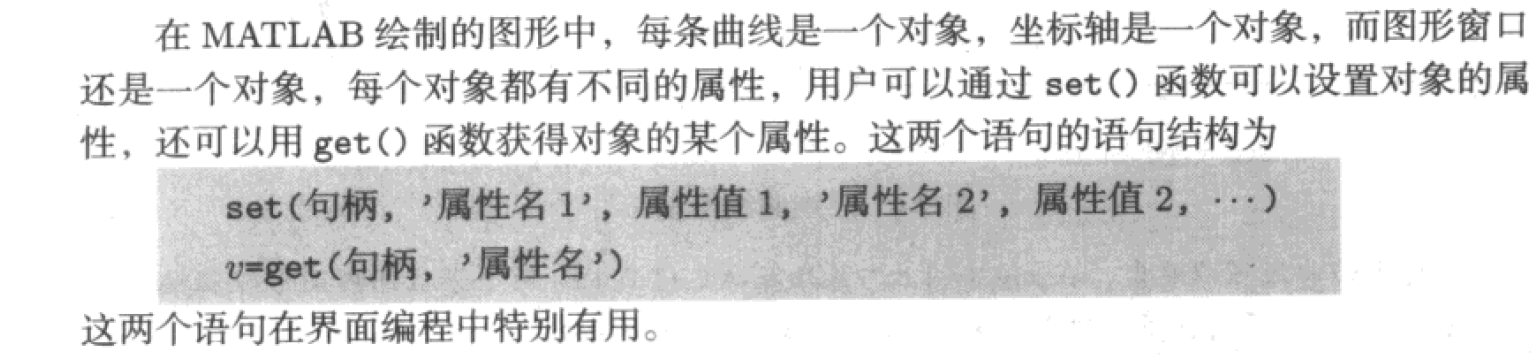 在 MATLAB 绘制的图形中，每条曲线是一个对象，坐标轴是一个对象，而图形窗口
还是一个对象，每个对象都有不同的属性，用户可以通过 set() 函数可以设置对象的属
性，还可以用 get() 函数获得对象的某个属性。这两个语句的语句结构为
set(句柄, '属性名 1', 属性值 1, '属性名 2', 属性值 2, ···)
v=get(句柄, '属性名')
这两个语句在界面编程中特别有用。